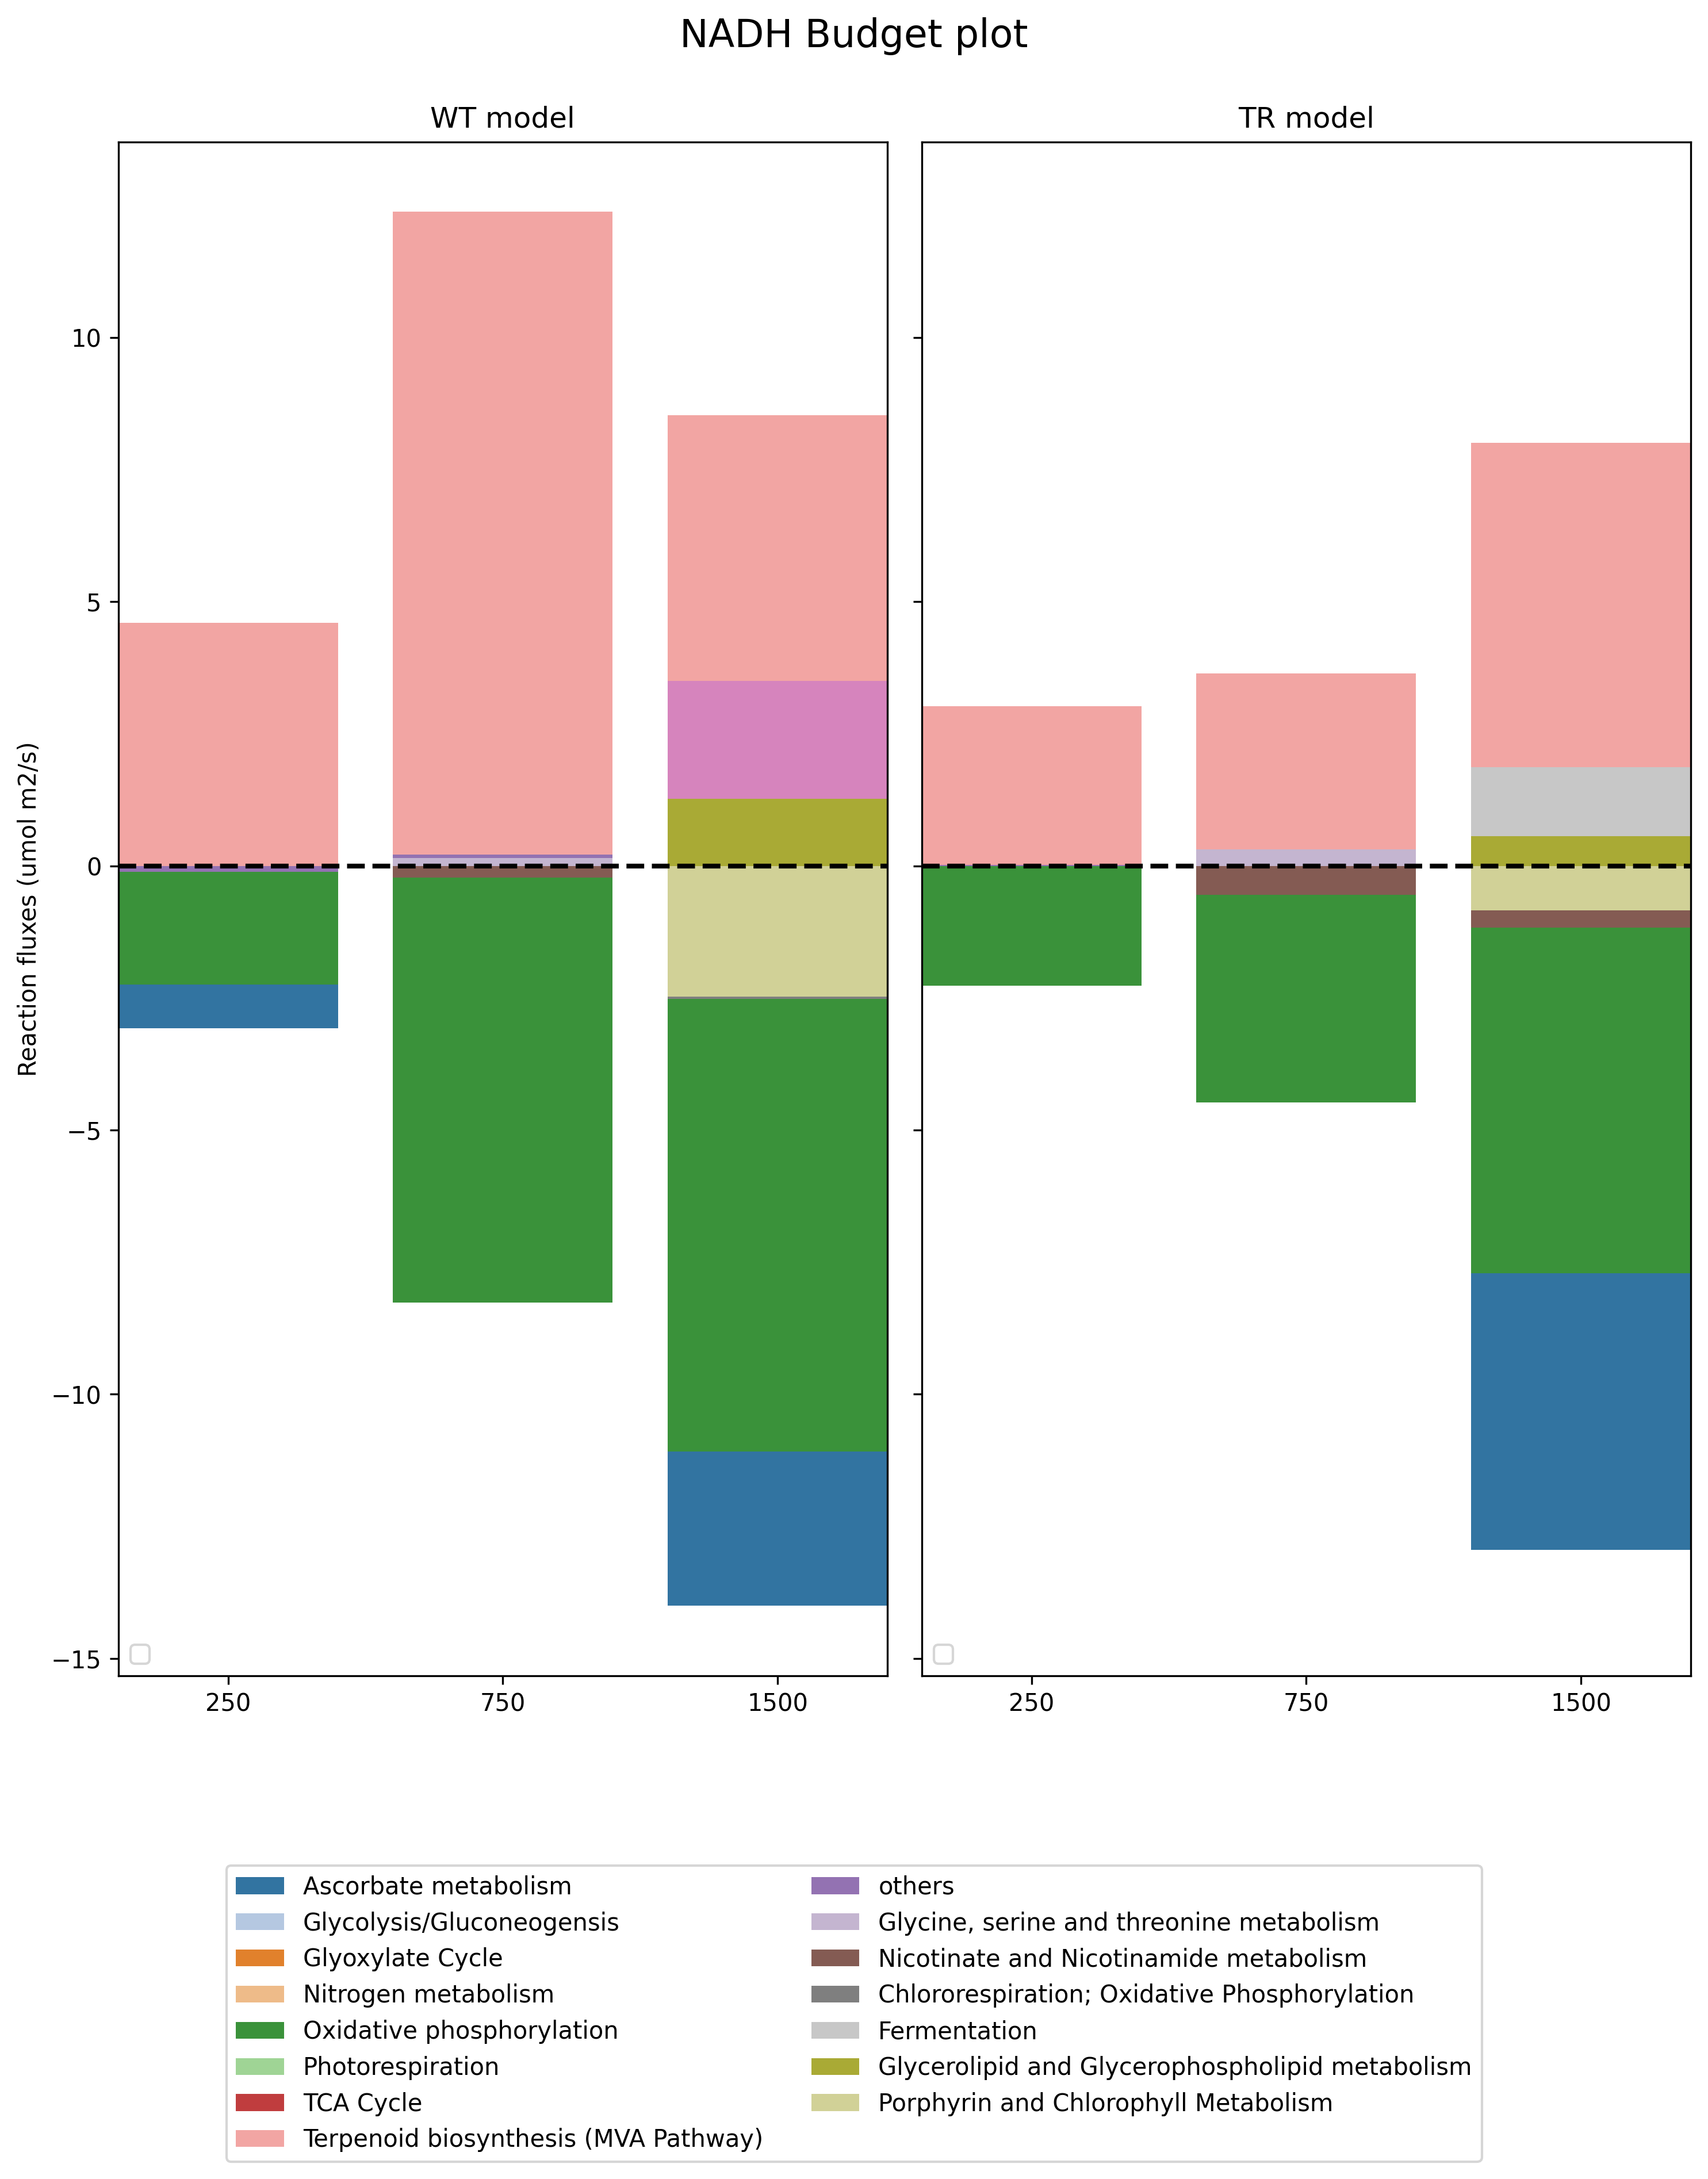 NADH Budget plot
WT model
TR model
Reaction fluxes (umol m2/s)
10
5
0
−5
−10
−15
250
750
1500
250
750
1500
Ascorbate metabolism
Glycolysis/Gluconeogensis
Glyoxylate Cycle
Nitrogen metabolism
Oxidative phosphorylation
Photorespiration
TCA Cycle
Terpenoid biosynthesis (MVA Pathway)
others
Glycine, serine and threonine metabolism
Nicotinate and Nicotinamide metabolism
Chlororespiration; Oxidative Phosphorylation
Fermentation
Glycerolipid and Glycerophospholipid metabolism
Porphyrin and Chlorophyll Metabolism